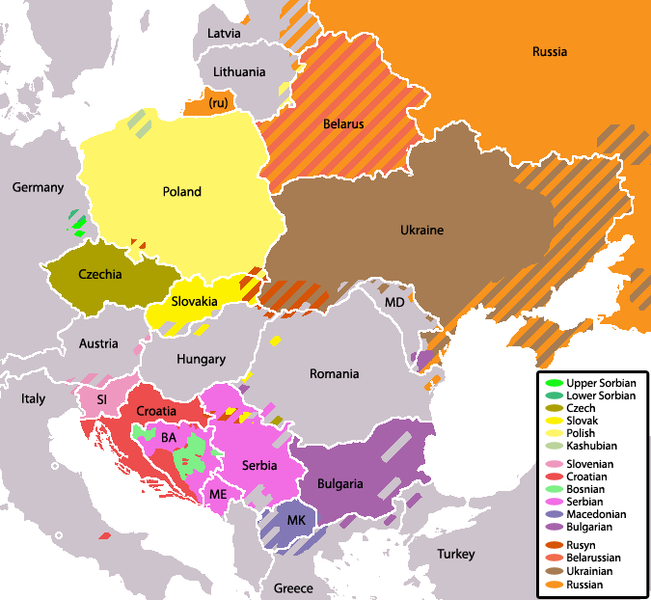 Latvia
Russia
Lithuania
(ru)
Belarus
Germany
Poland
Ukraine
Czechia
Slovakia
MD
Austria
Hungary
Romania
Italy
SI
Croatia
BA
Serbia
ME
Bulgaria
MK
Turkey
Greece
Upper Sorbian
Lower Sorbian
Czech
Slovak
Polish
Kashubian
Slovenian
Croatian
Bosnian
Serbian
Macedonian
Bulgarian
Rusyn
Belarussian
Ukrainian
Russian